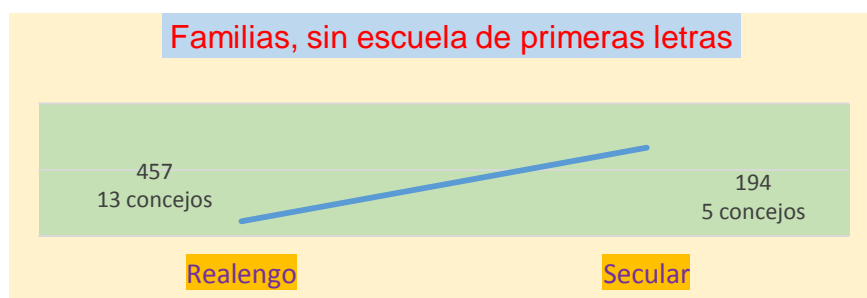 Familias, sin escuela de primeras letras
457
13 concejos
194
5 concejos
Realengo
Secular